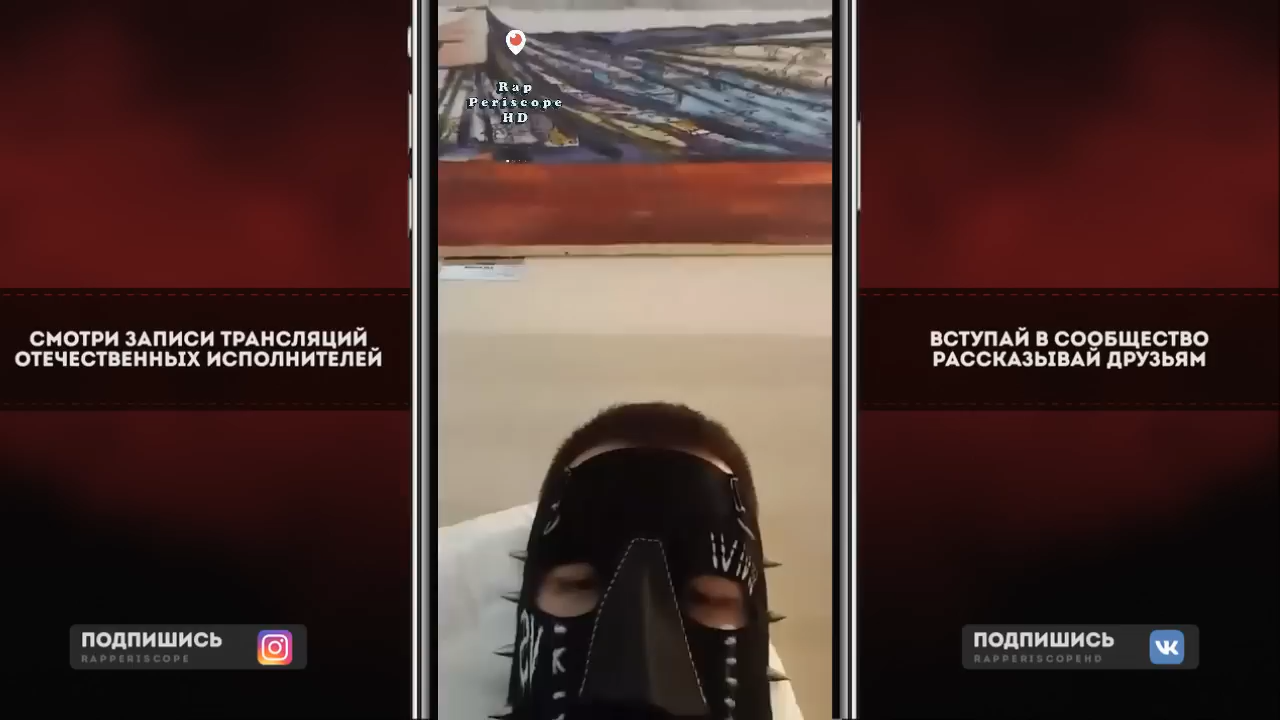 Rap
Periscope
HD
СМОТРИ ЗАПИСИ ТРАНСЛЯЦИЙ
ОТЕЧЕСТВЕННЫХ ИСПОЛНИТЕЛЕЙ
ВСТУПАЙ В СООБЩЕСТВО
РАССКАЗЫВАЙ ДРУЗЬЯМ
ПОДПИШИСЬ
RAPPERISCOPE
ПОДПИШИСЬ
RAPPERISCOPEHD